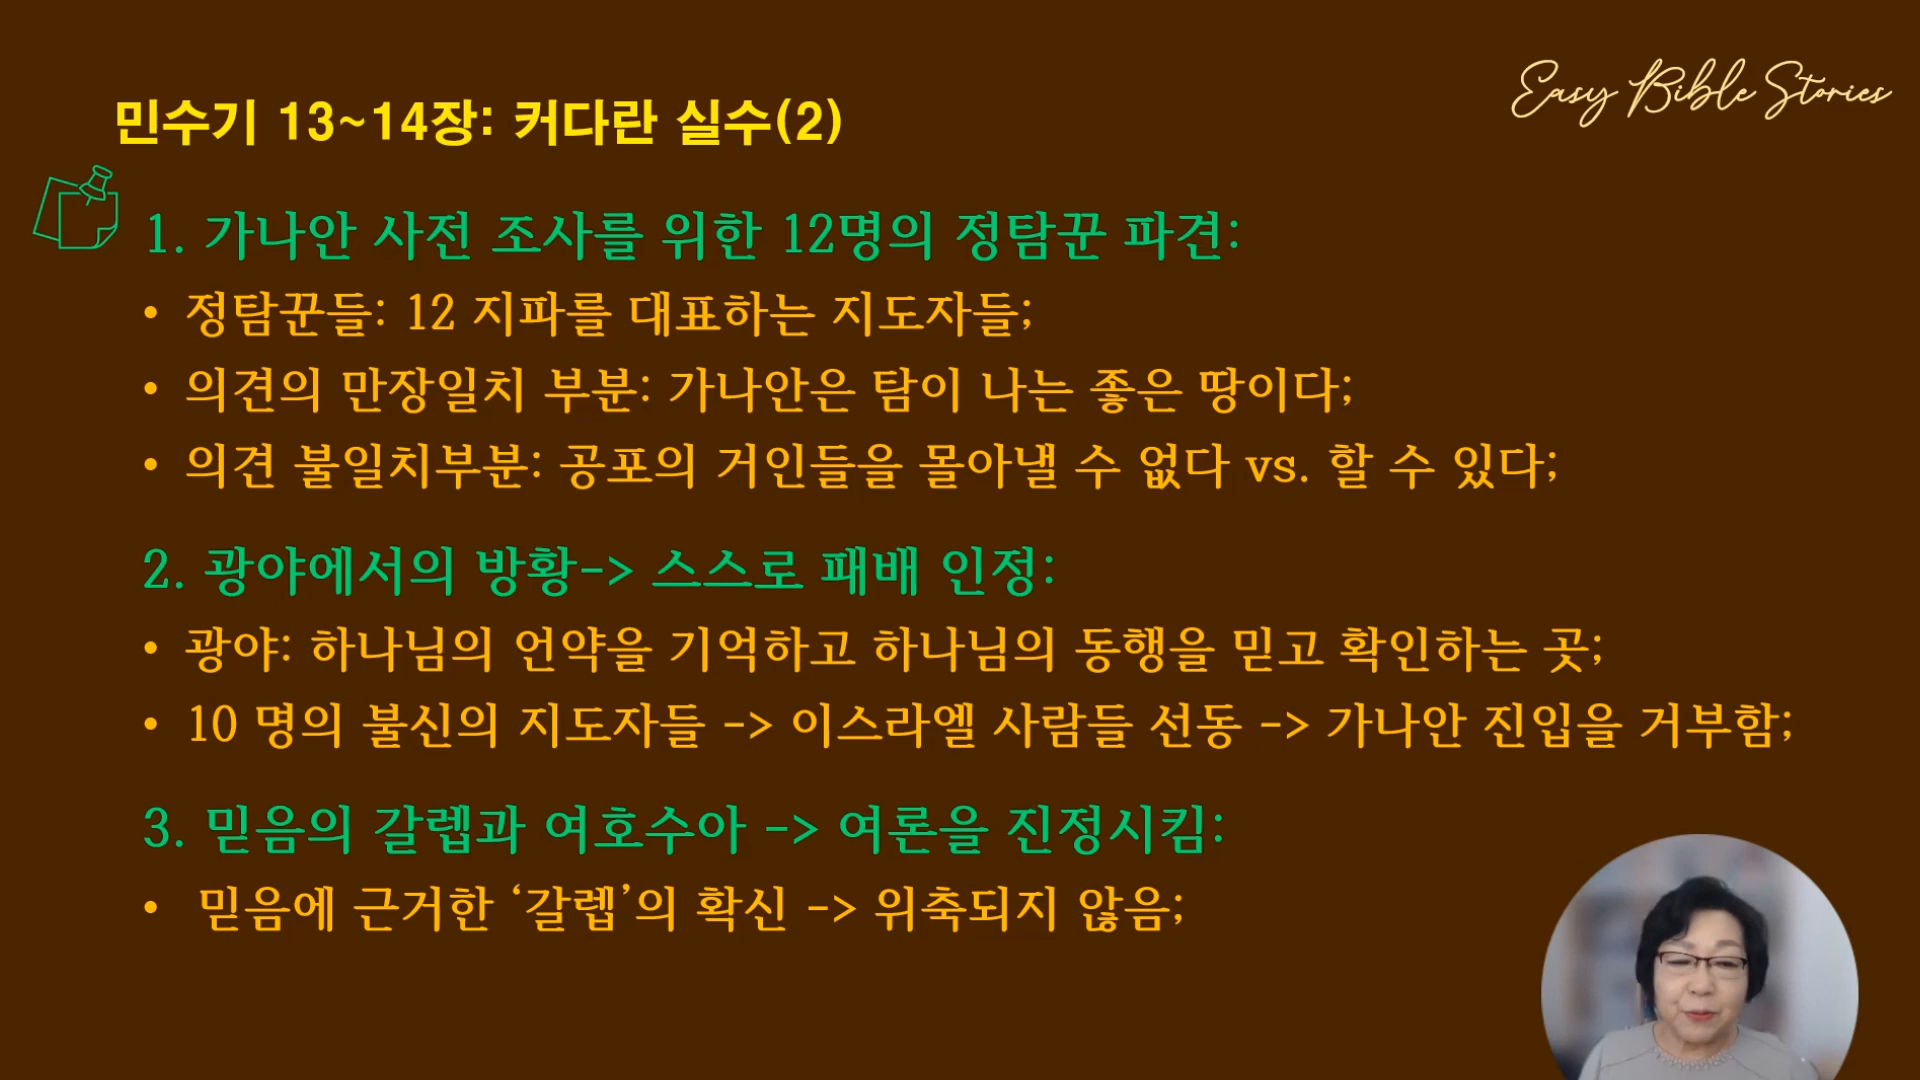 Easy Bible Stories
민수기 13~14장: 커다란 실수(2)
1. 가나안 사전 조사를 위한 12명의 정탐꾼 파견:
• 정탐꾼들: 12 지파를 대표하는 지도자들;
• 의견의 만장일치 부분: 가나안은 탐이 나는 좋은 땅이다;
• 의견 불일치부분: 공포의 거인들을 몰아낼 수 없다 vs. 할 수 있다;
2. 광야에서의 방황-> 스스로 패배 인정:
• 광야: 하나님의 언약을 기억하고 하나님의 동행을 믿고 확인하는 곳;
• 10 명의 불신의 지도자들 -> 이스라엘 사람들 선동 -> 가나안 진입을 거부함;
3. 믿음의 갈렙과 여호수아 -> 여론을 진정시킴:
• 믿음에 근거한 ‘갈렙’의 확신 -> 위축되지 않음;